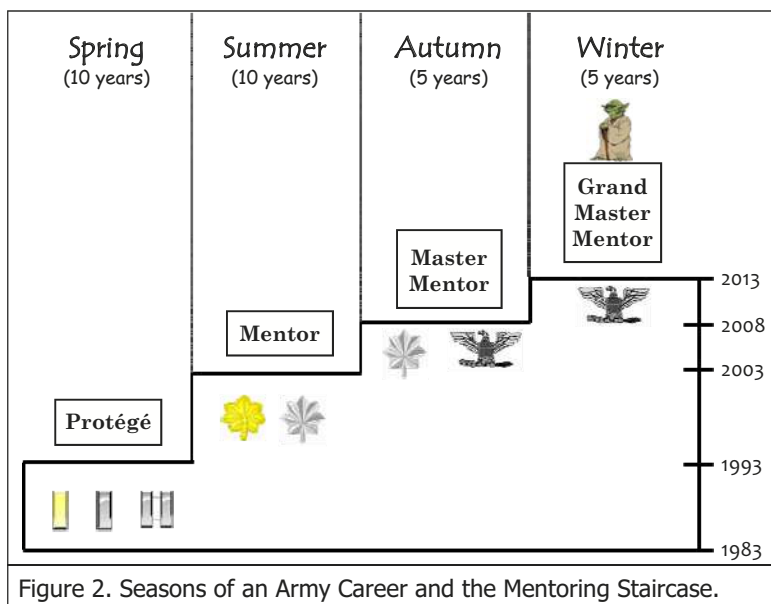 Spring
(10 years)
Summer
(10 years)
Autumn
(5 years)
Winter
(5 years)
Grand
Master
Mentor
Master
Mentor
Mentor
Protégé
2013
2008
2003
1993
1983
Figure 2. Seasons of an Army Career and the Mentoring Staircase.